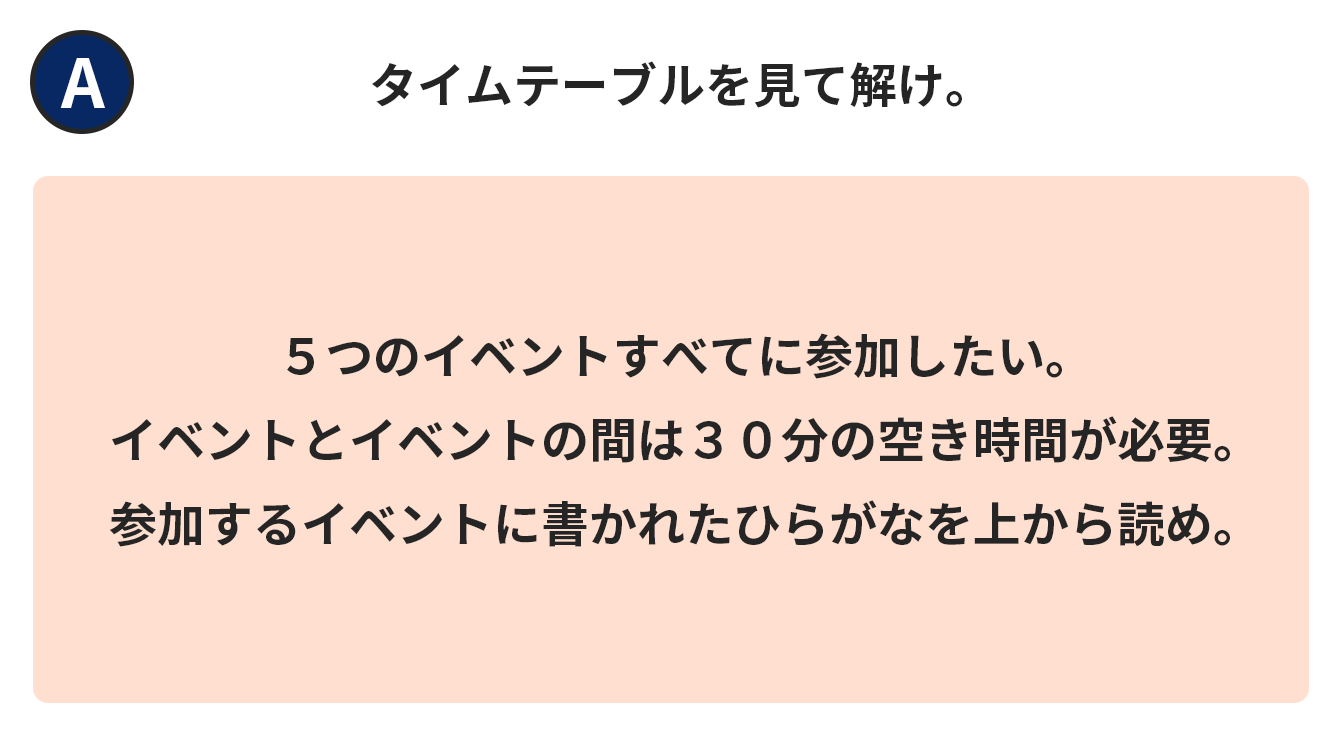 A
タイムテーブルを見て解け。
５つのイベントすべてに参加したい。
イベントとイベントの間は３０分の空き時間が必要。
参加するイベントに書かれたひらがなを上から読め。